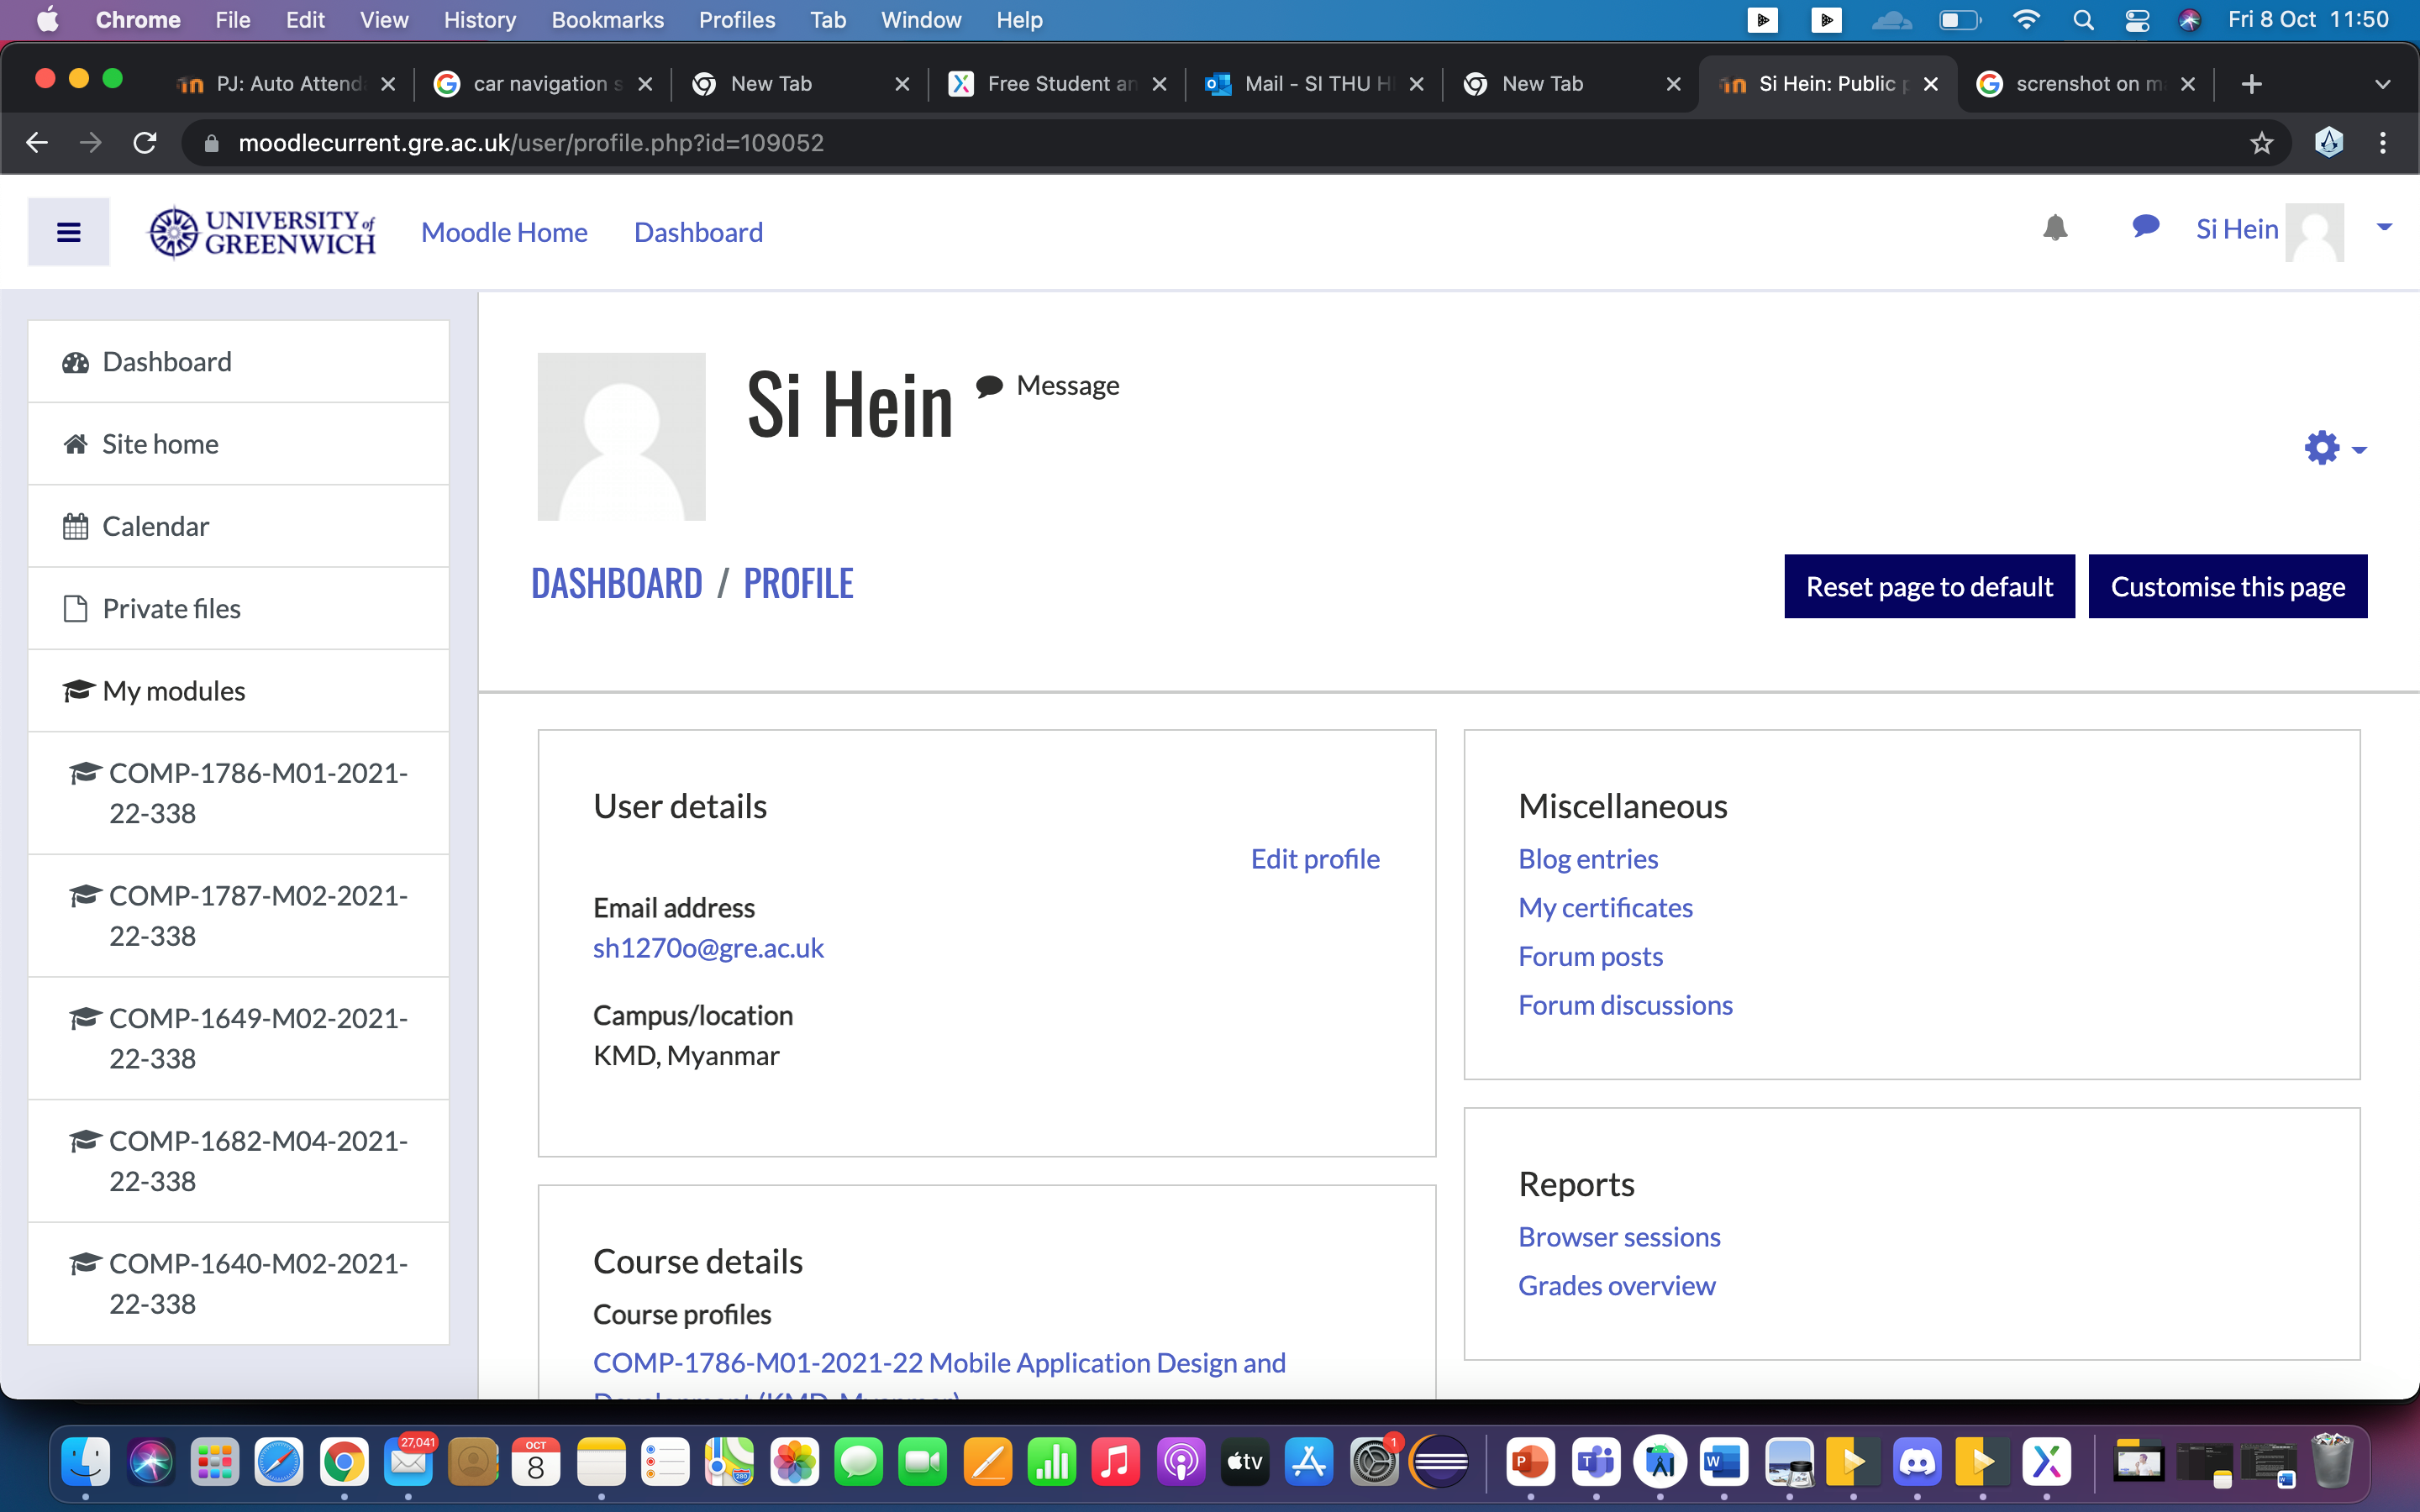 Chrome File Edit View History Bookmarks Profiles Tab Window Help Fri 8 Oct 11:50
PJ: Auto Attend car navigation s New Tab Free Student an Mail - SI THU H New Tab Si Hein: Public p screnshot on m
moodlecurrent.gre.ac.uk/user/profile.php?id=109052
UNIVERSITY of
GREENWICH
Moodle Home Dashboard
Si Hein
Dashboard
Site home
Calendar
Private files
My modules
COMP-1786-M01-2021-
22-338
COMP-1787-M02-2021-
22-338
COMP-1649-M02-2021-
22-338
COMP-1682-M04-2021-
22-338
COMP-1640-M02-2021-
22-338
Si Hein Message
DASHBOARD / PROFILE
Reset page to default Customise this page
User details
Edit profile
Email address
sh1270o@gre.ac.uk
Campus/location
KMD, Myanmar
Course details
Course profiles
COMP-1786-M01-2021-22 Mobile Application Design and
Development (KMD, Myanmar)
Miscellaneous
Blog entries
My certificates
Forum posts
Forum discussions
Reports
Browser sessions
Grades overview
27,041
OCT
8
280
tv
1
P
T
W